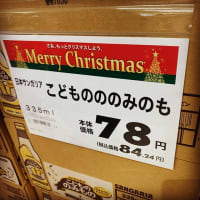 さあ、もっとクリスマスしよう。
Merry Christmas
日本サンガリア
こどものののみのも
335ml
本体
価格
78円
(税込価格 84.24円)
SANGARIA